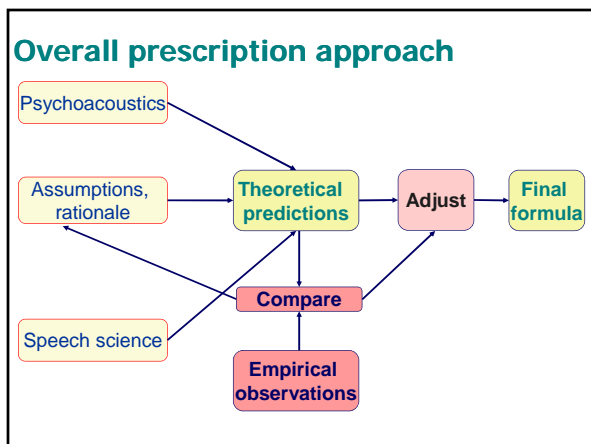 Overall prescription approach
Psychoacoustics
Assumptions,
rationale
Theoretical
predictions
Adjust
Final
formula
Compare
Speech science
Empirical
observations